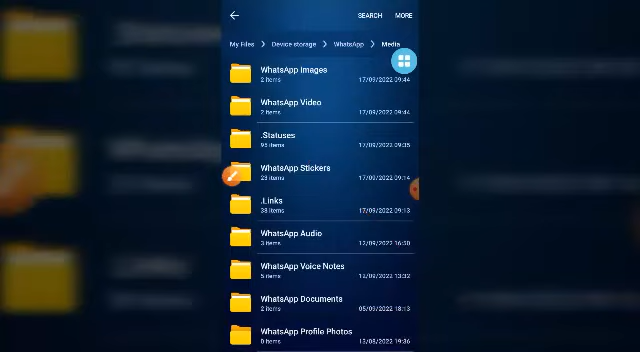 SEARCH MORE
My Files Device storage WhatsApp Media
WhatsApp Images
2 items 17/09/2022 09:44
WhatsApp Video
2 items 17/09/2022 09:44
.Statuses
95 items 17/09/2022 09:35
WhatsApp Stickers
23 items 17/09/2022 09:14
.Links
38 items 17/09/2022 09:13
WhatsApp Audio
3 items 12/09/2022 16:50
WhatsApp Voice Notes
5 items 12/09/2022 13:32
WhatsApp Documents
2 items 05/09/2022 18:13
WhatsApp Profile Photos
0 items 13/08/2022 19:36